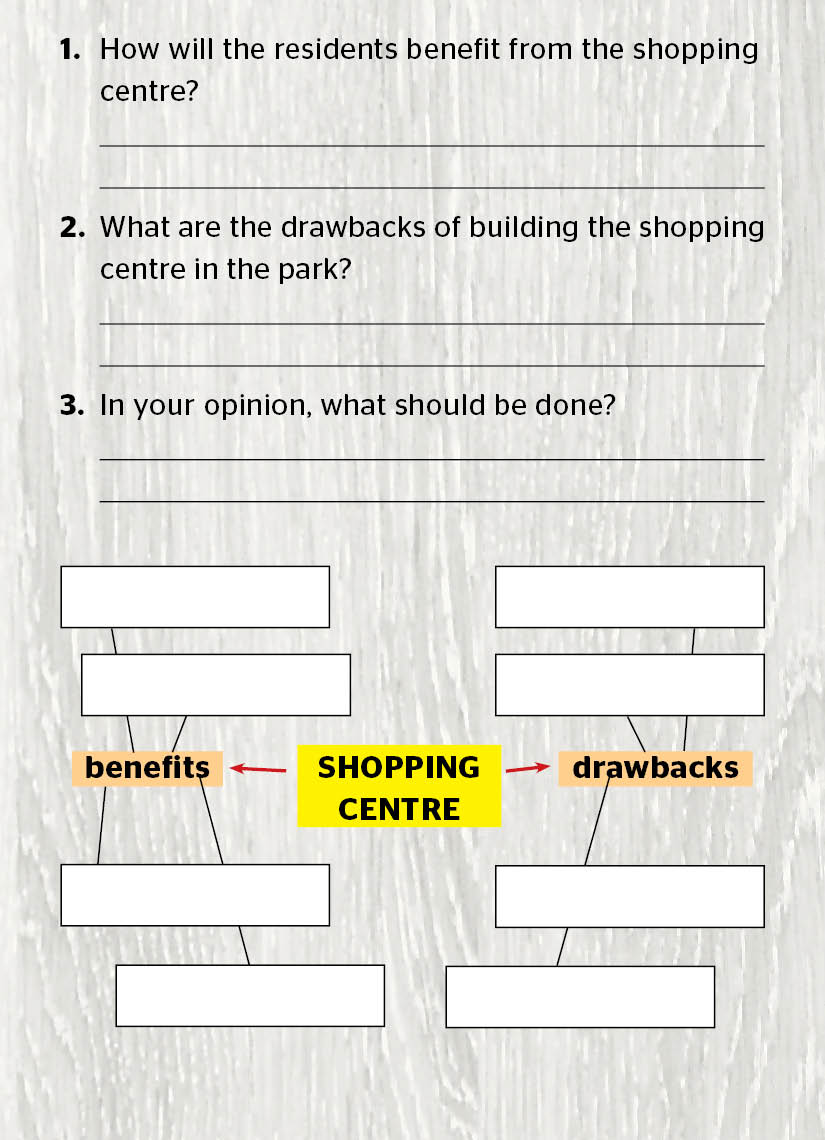 1. How will the residents benefit from the shopping
centre?
2. What are the drawbacks of building the shopping
centre in the park?
3. In your opinion, what should be done?
benefits
SHOPPING
CENTRE
drawbacks